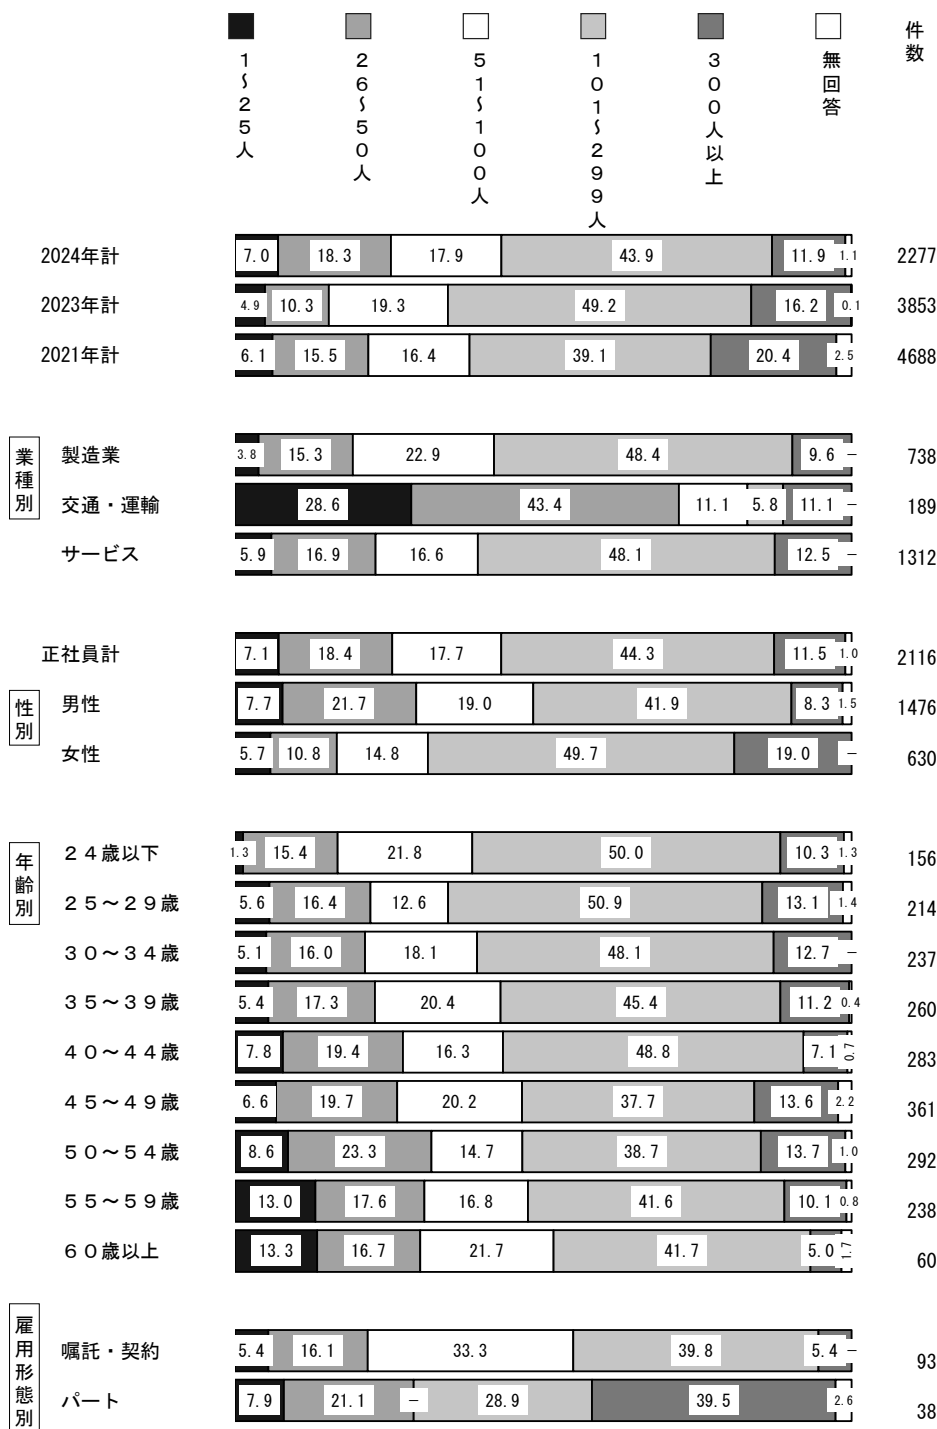 1～25人
26～50人
51～100人
101～299人
300人以上
無回答
件数
2024年計 7.0 18.3 17.9 43.9 11.9 1.1 2277
2023年計 4.9 10.3 19.3 49.2 16.2 0.1 3853
2021年計 6.1 15.5 16.4 39.1 20.4 2.5 4688
業種別
製造業 3.8 15.3 22.9 48.4 9.6 － 738
交通・運輸 28.6 43.4 11.1 5.8 11.1 － 189
サービス 5.9 16.9 16.6 48.1 12.5 － 1312
正社員計 7.1 18.4 17.7 44.3 11.5 1.0 2116
性別
男性 7.7 21.7 19.0 41.9 8.3 1.5 1476
女性 5.7 10.8 14.8 49.7 19.0 － 630
年齢別
２４歳以下 1.3 15.4 21.8 50.0 10.3 1.3 156
２５～２９歳 5.6 16.4 12.6 50.9 13.1 1.4 214
３０～３４歳 5.1 16.0 18.1 48.1 12.7 － 237
３５～３９歳 5.4 17.3 20.4 45.4 11.2 0.4 260
４０～４４歳 7.8 19.4 16.3 48.8 7.1 0.7 283
４５～４９歳 6.6 19.7 20.2 37.7 13.6 2.2 361
５０～５４歳 8.6 23.3 14.7 38.7 13.7 1.0 292
５５～５９歳 13.0 17.6 16.8 41.6 10.1 0.8 238
６０歳以上 13.3 16.7 21.7 41.7 5.0 1.7 60
雇用形態別
嘱託・契約 5.4 16.1 33.3 39.8 5.4 － 93
パート 7.9 21.1 － 28.9 39.5 2.6 38